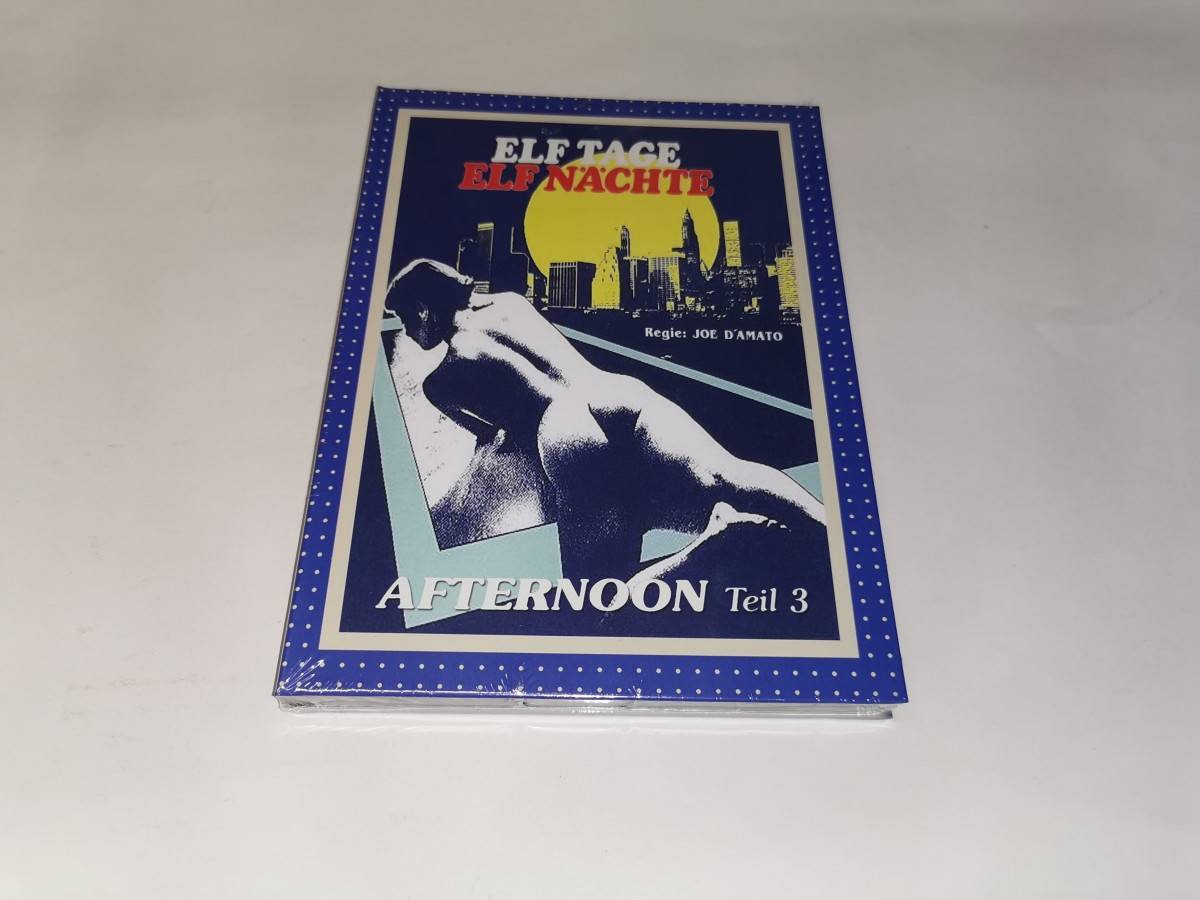 ELF TAGE
ELF NÄCHTE
Regie: JOE D'AMATO
AFTERNOON Teil 3